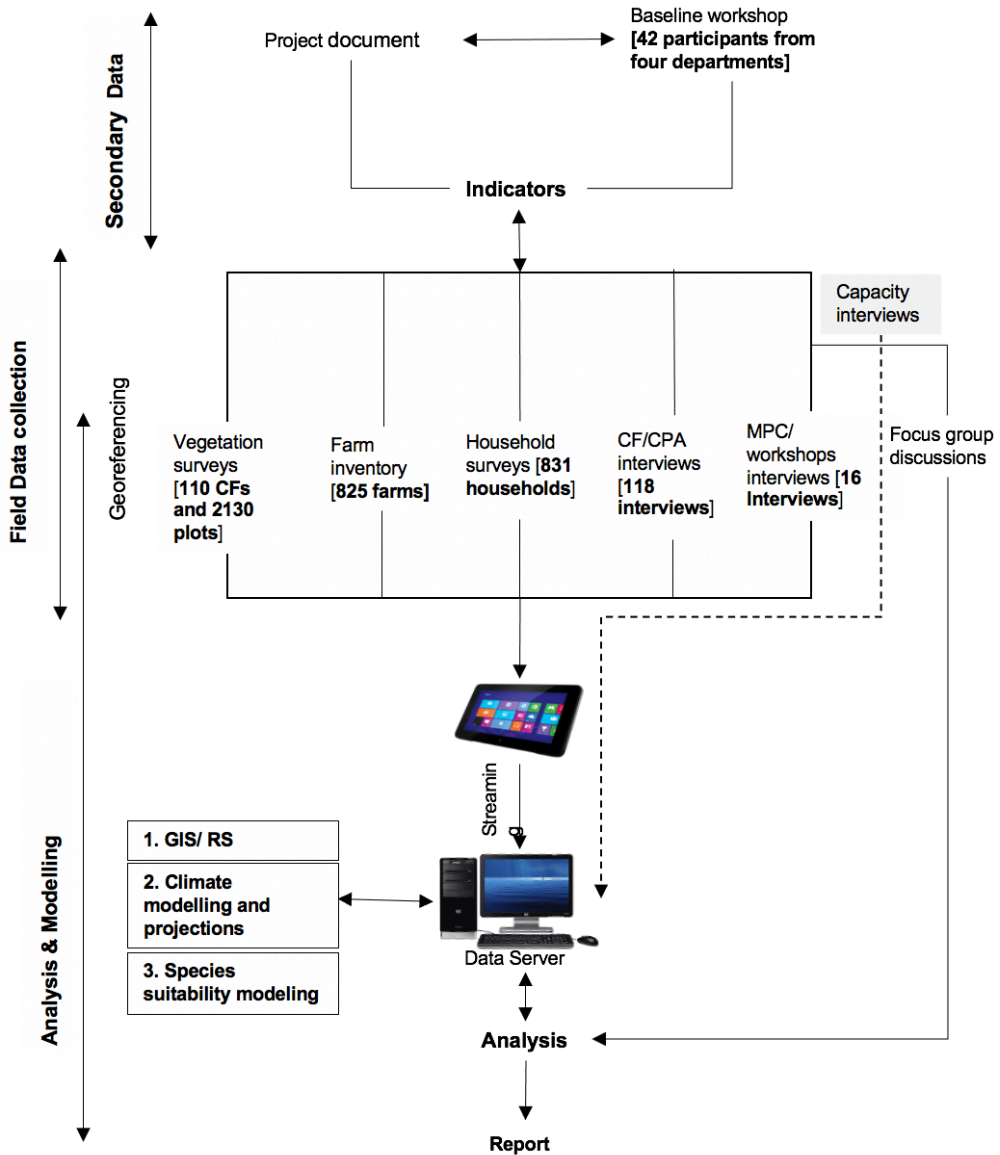 Project document
Baseline workshop
[42 participants from
four departments]
Secondary Data
Indicators
Field Data collection
Georeferencing
Capacity
interviews
Vegetation
surveys
[110 CFs
and 2130
plots]
Farm
inventory
[825 farms]
Household
surveys [831
households]
CF/CPA
interviews
[118
interviews]
MPC/
workshops
interviews [16
Interviews]
Focus group
discussions
Analysis & Modelling
Streamin
g
1. GIS/ RS
2. Climate
modelling and
projections
3. Species
suitability modeling
Data Server
Analysis
Report